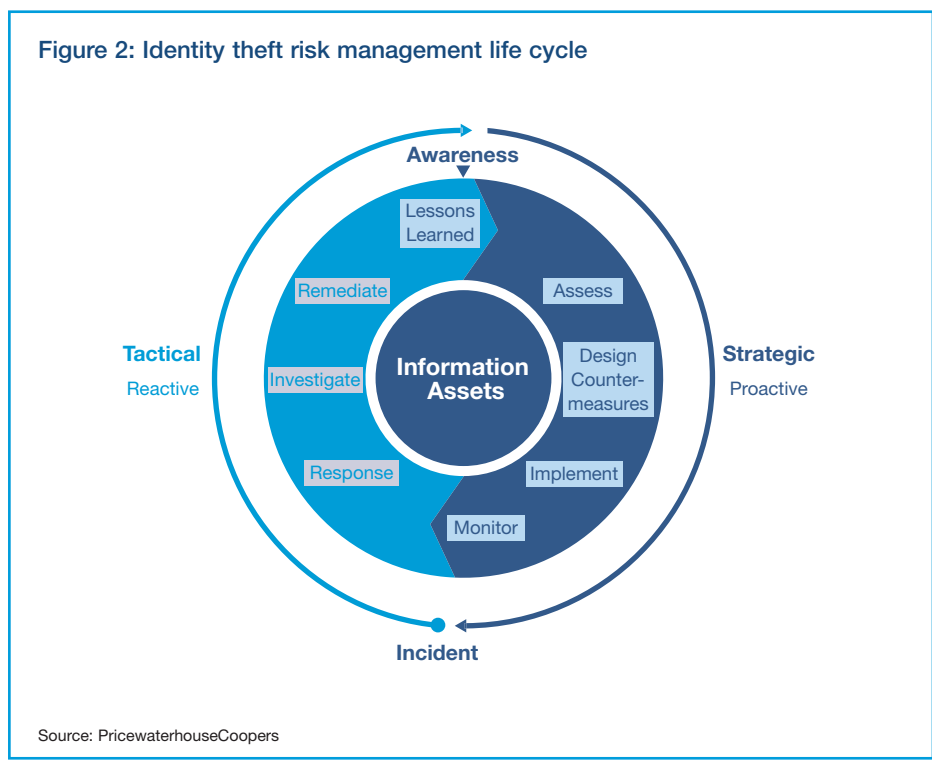 Figure 2: Identity theft risk management life cycle
Awareness
Lessons
Learned
Remediate
Assess
Tactical
Reactive
Investigate
Information
Assets
Design
Counter-
measures
Strategic
Proactive
Response
Implement
Monitor
Incident
Source: PricewaterhouseCoopers